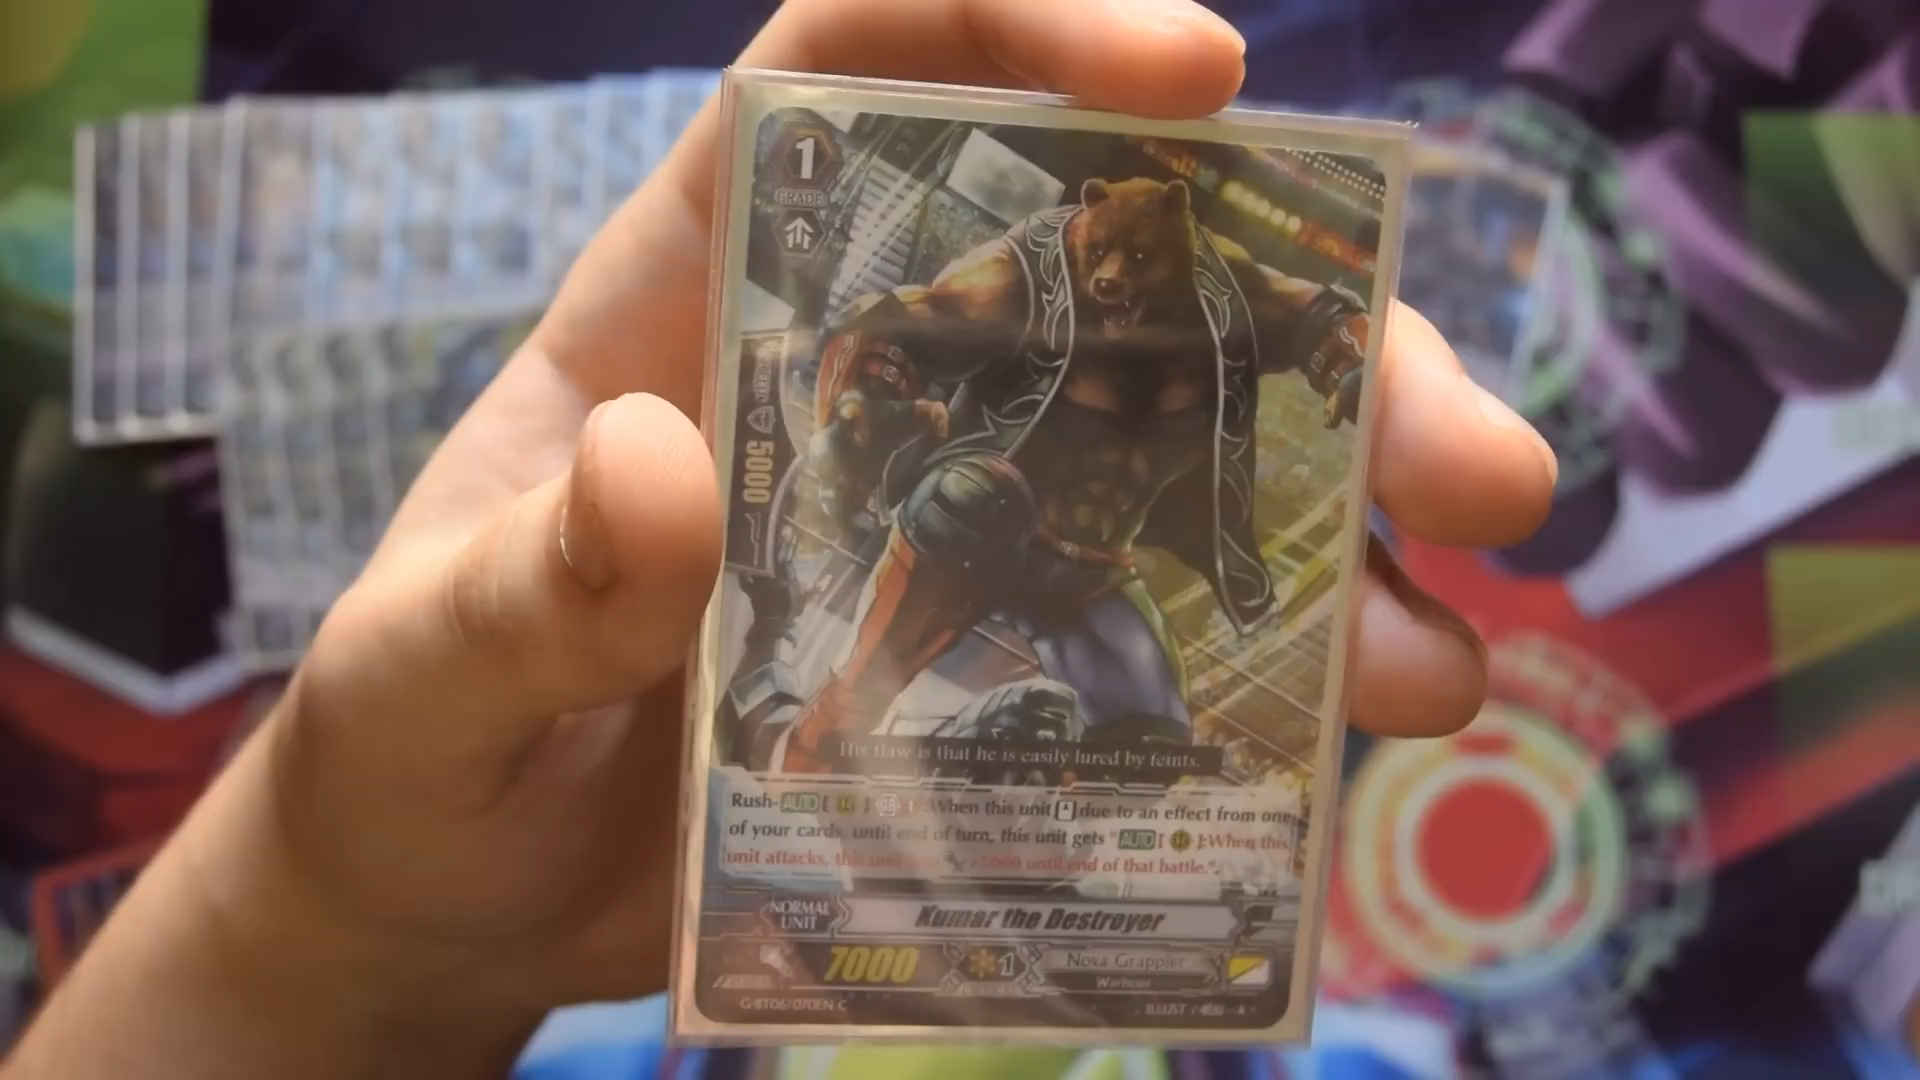 1
GRADE
5000
His flaw is that he is easily lured by feints.
Rush-AUTO[ ] 1 :When this unit due to an effect from one
of your cards, until end of turn, this unit gets "AUTO[ ]:When this
unit attacks, this unit +5000 until end of that battle.".
NORMAL
UNIT
Kumar the Destroyer
7000
1
Nova Grappler
Warbeast
G-BT06/070EN C
ILLUST /